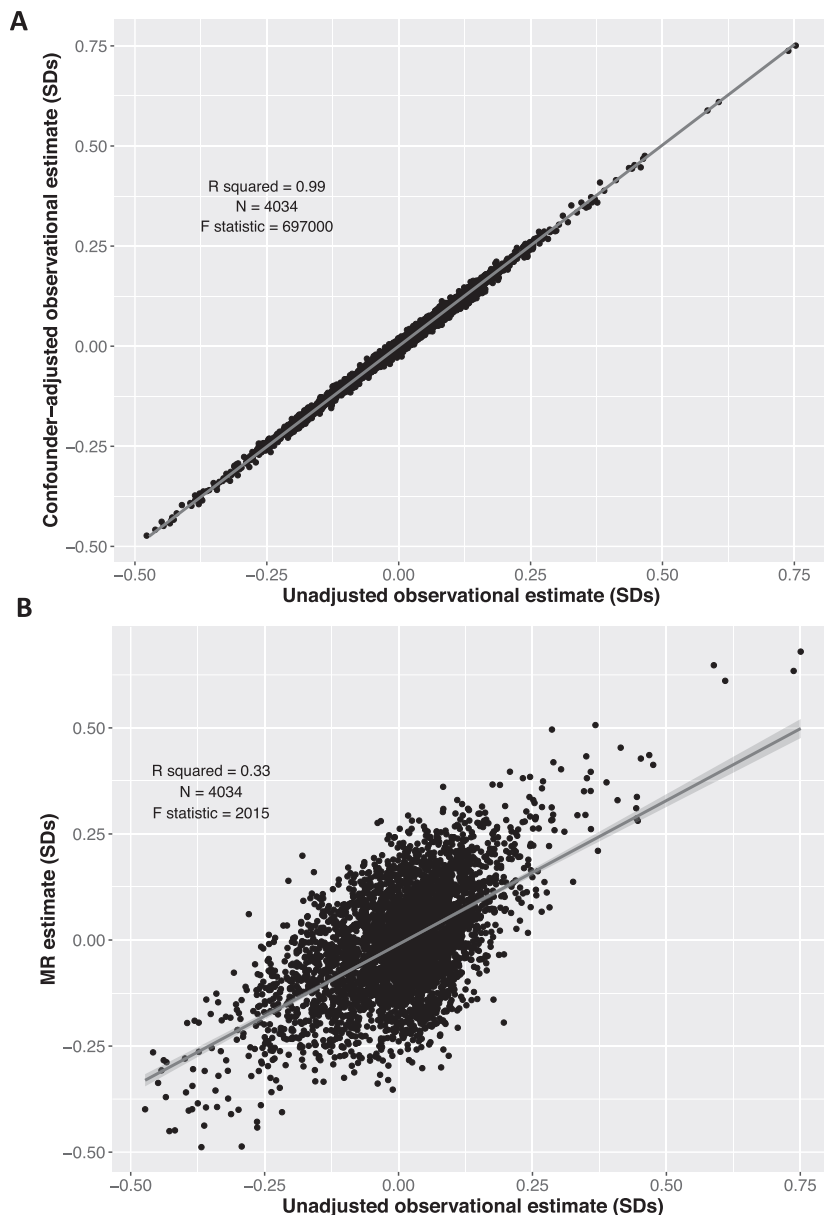 A
Confounder−adjusted observational estimate (SDs)
0.75
0.50
0.25
0.00
−0.25
−0.50
R squared = 0.99
N = 4034
F statistic = 697000
−0.50 −0.25 0.00 0.25 0.50 0.75
Unadjusted observational estimate (SDs)
B
MR estimate (SDs)
0.50
0.25
0.00
−0.25
−0.50
R squared = 0.33
N = 4034
F statistic = 2015
−0.50 −0.25 0.00 0.25 0.50 0.75
Unadjusted observational estimate (SDs)